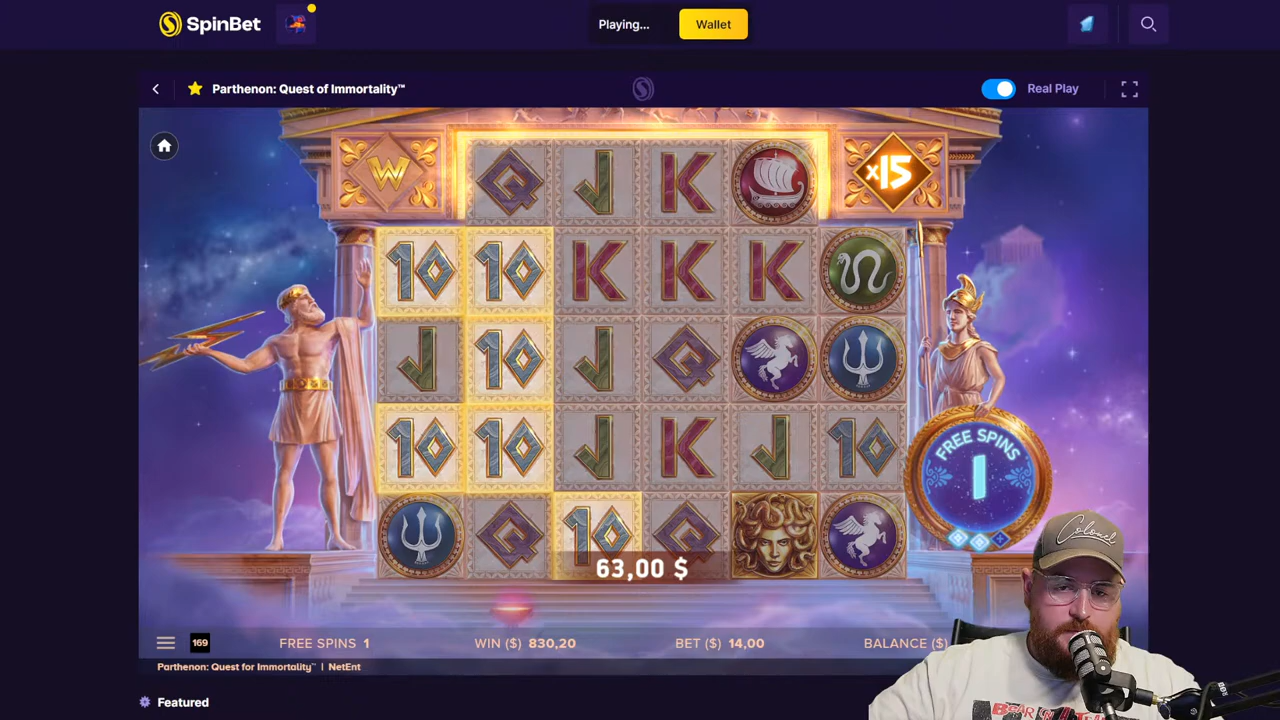 SpinBet
Playing...
Wallet
Parthenon: Quest of Immortality™
Real Play
W
x15
Q J K
10 10 K K K
J 10 J Q
10 10 J K J 10
Q 10 Q
FREE SPINS
1
Colonel
63,00 $
169
FREE SPINS 1
WIN ($) 830,20
BET ($) 14,00
BALANCE ($)
Parthenon: Quest for Immortality™ | NetEnt
Featured